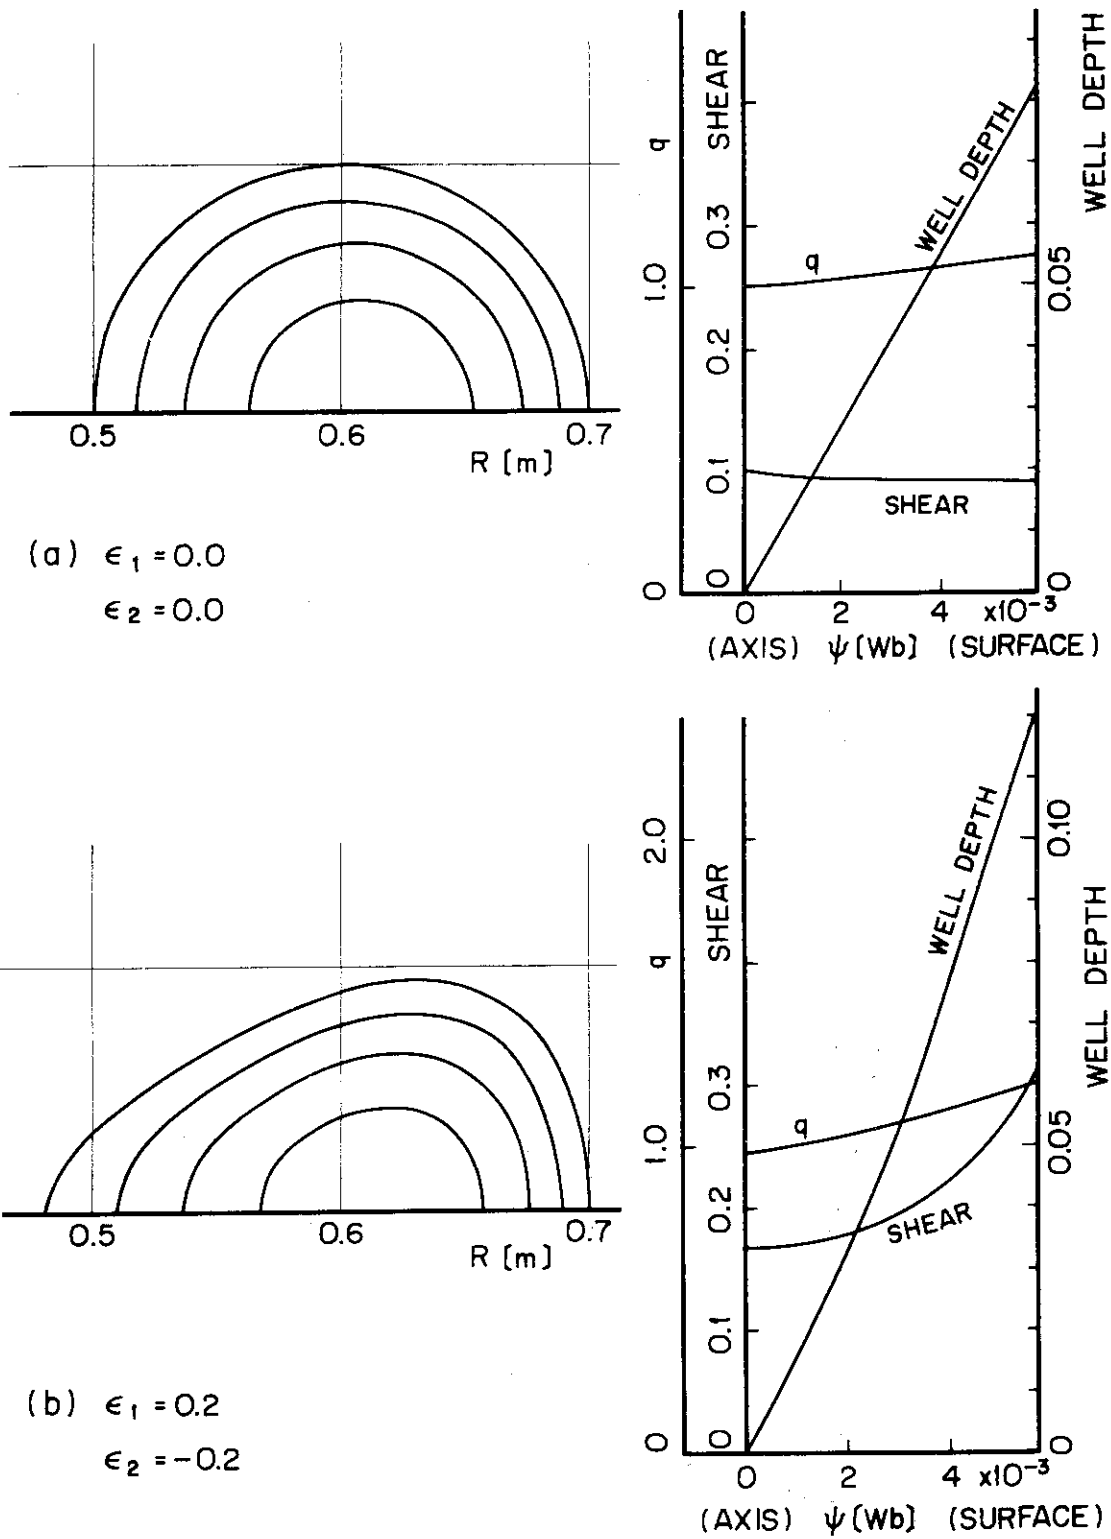 0.5
0.6
0.7
R [m]
(a) ϵ₁ = 0.0
ϵ₂ = 0.0
q
0
1.0
SHEAR
0
0.1
0.2
0.3
WELL DEPTH
q
SHEAR
WELL DEPTH
0
0.05
0 2 4 x10⁻³
(AXIS) ψ [Wb] (SURFACE)
0.5
0.6
0.7
R [m]
(b) ϵ₁ = 0.2
ϵ₂ = -0.2
q
0
1.0
2.0
SHEAR
0
0.1
0.2
0.3
WELL DEPTH
q
SHEAR
WELL DEPTH
0
0.05
0.10
0 2 4 x10⁻³
(AXIS) ψ [Wb] (SURFACE)